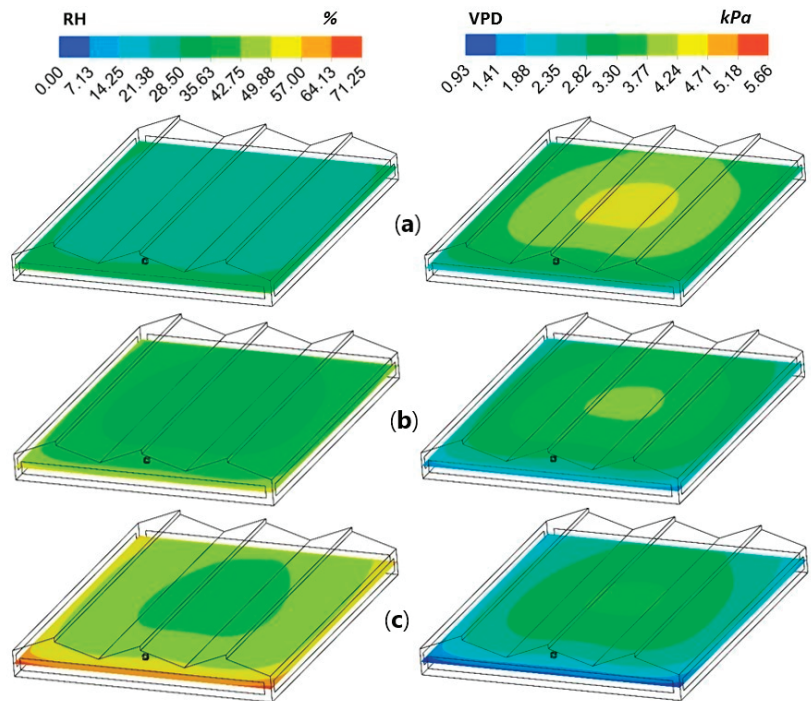 RH %
0.00 7.13 14.25 21.38 28.50 35.63 42.75 49.88 57.00 64.13 71.25
VPD kPa
0.93 1.41 1.88 2.35 2.82 3.30 3.77 4.24 4.71 5.18 5.66
(a)
(b)
(c)